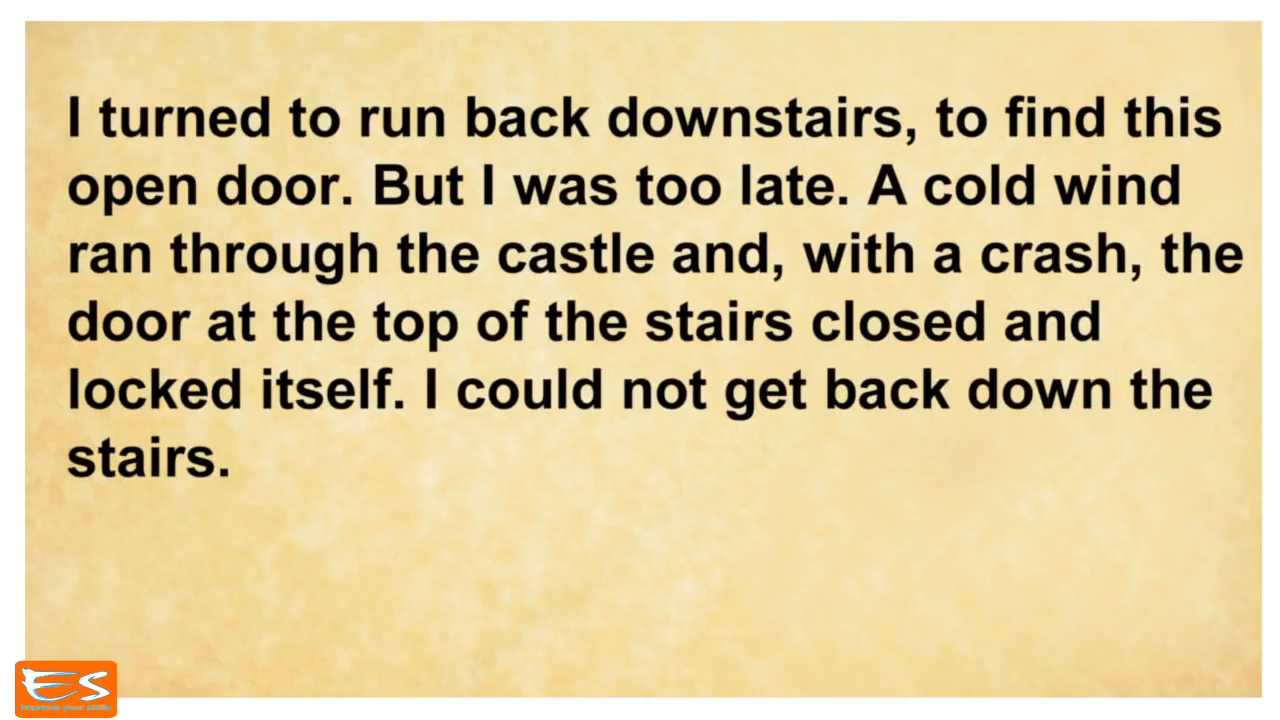 I turned to run back downstairs, to find this
open door. But I was too late. A cold wind
ran through the castle and, with a crash, the
door at the top of the stairs closed and
locked itself. I could not get back down the
stairs.
ES